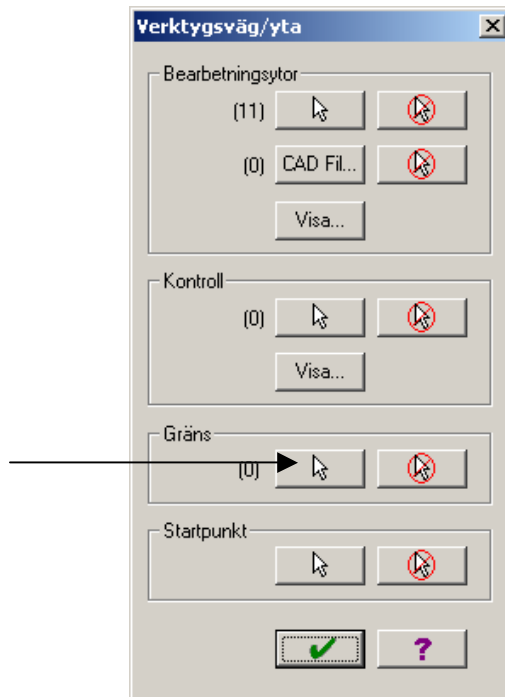 Verktygsväg/yta
Bearbetningsytor
(11)
(0) CAD Fil...
Visa...
Kontroll
(0)
Visa...
Gräns
(0)
Startpunkt
?